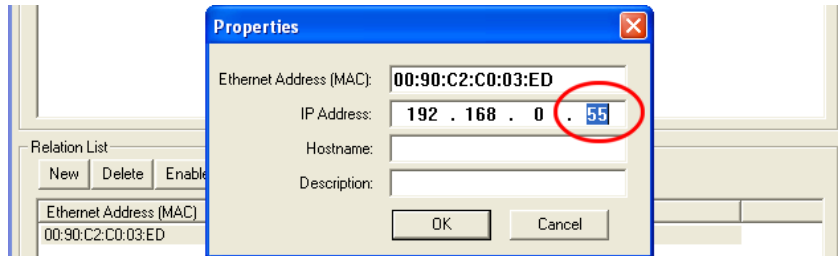 Properties
Ethernet Address (MAC): 00:90:C2:C0:03:ED
IP Address: 192 . 168 . 0 . 55
Hostname:
Description:
OK Cancel
Relation List
New Delete Enable
Ethernet Address (MAC)
00:90:C2:C0:03:ED